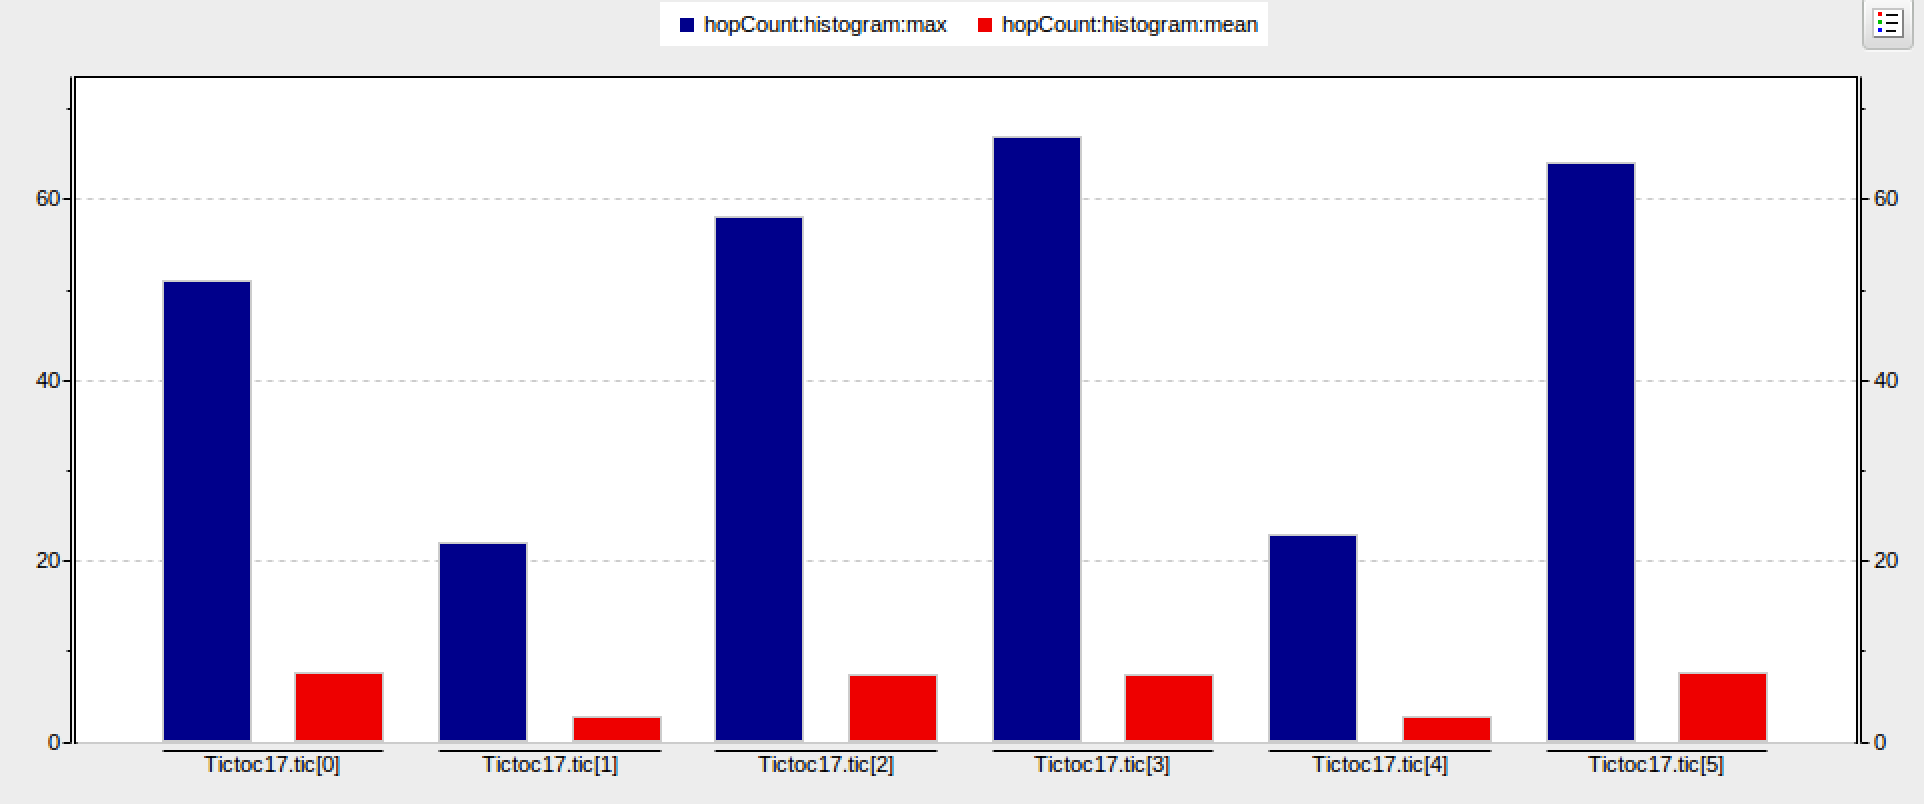 hopCount:histogram:max hopCount:histogram:mean
60 60
40 40
20 20
0 0
Tictoc17.tic[0] Tictoc17.tic[1] Tictoc17.tic[2] Tictoc17.tic[3] Tictoc17.tic[4] Tictoc17.tic[5]